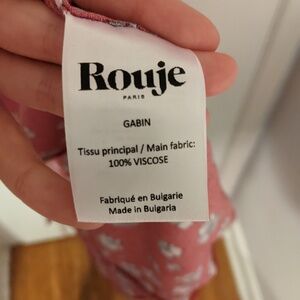 Rouje
PARIS
GABIN
Tissu principal / Main fabric:
100% VISCOSE
Fabriqué en Bulgarie
Made in Bulgaria